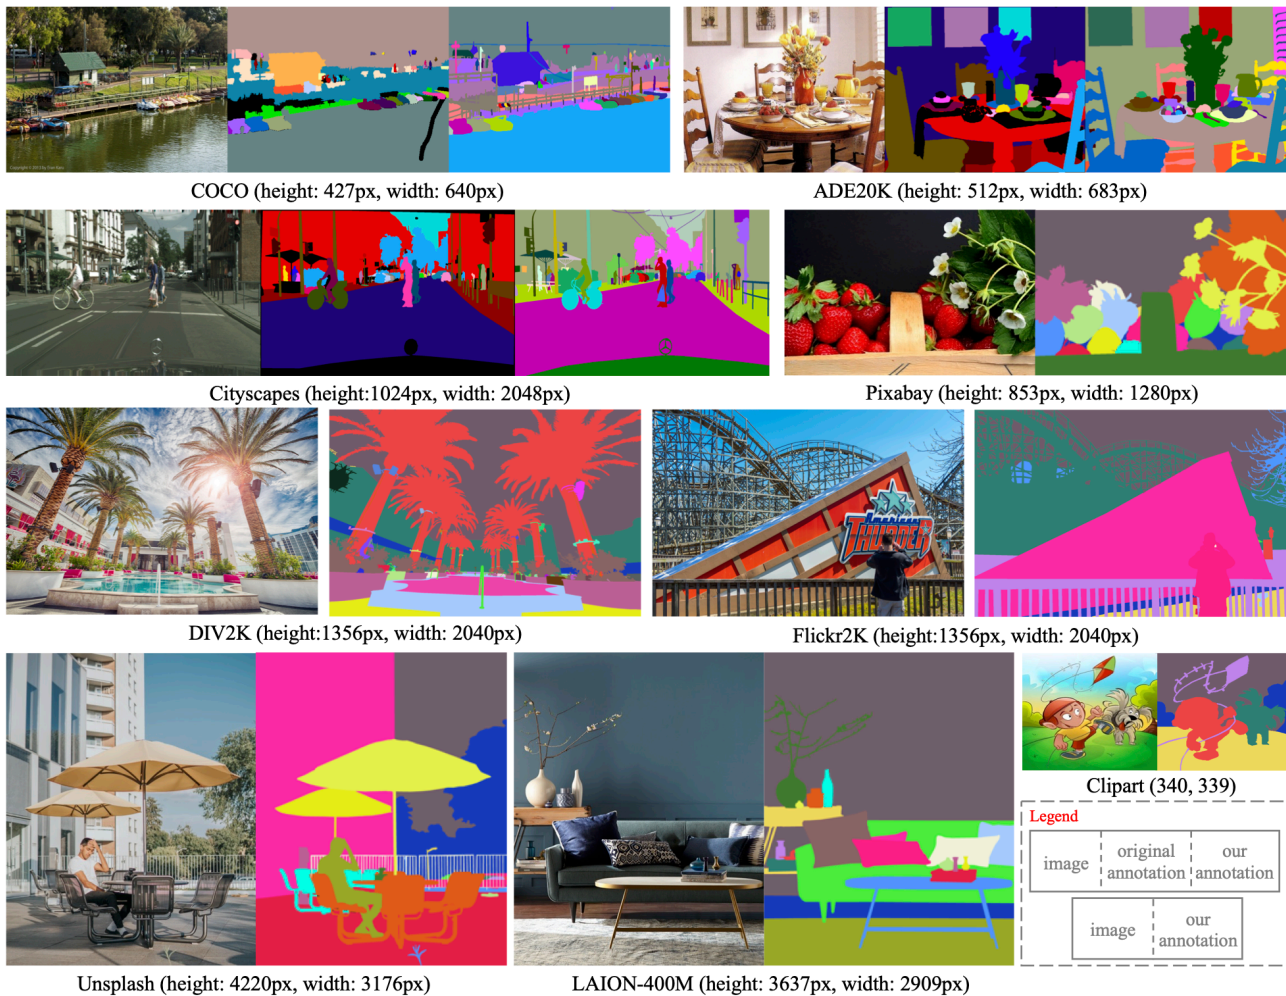 COCO (height: 427px, width: 640px)
ADE20K (height: 512px, width: 683px)
Cityscapes (height:1024px, width: 2048px)
Pixabay (height: 853px, width: 1280px)
THUNDER
DIV2K (height:1356px, width: 2040px)
Flickr2K (height:1356px, width: 2040px)
Unsplash (height: 4220px, width: 3176px)
LAION-400M (height: 3637px, width: 2909px)
Clipart (340, 339)
Legend
image
original
annotation
our
annotation
image
our
annotation